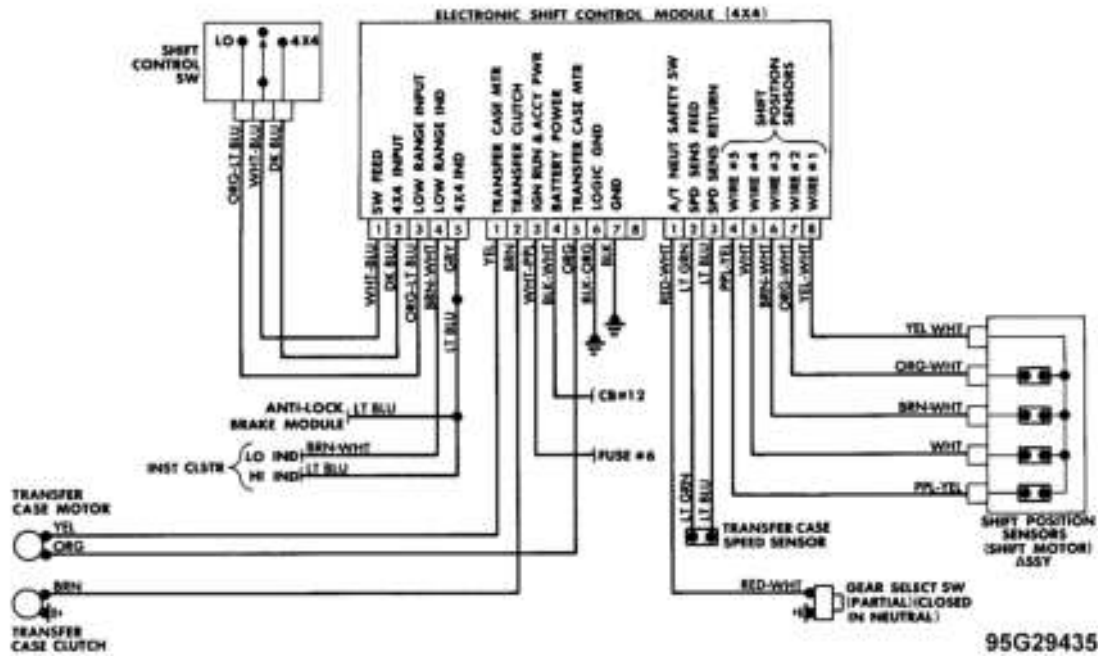 ELECTRONIC SHIFT CONTROL MODULE (4X4)
SHIFT
CONTROL
SW
LO
4X4
ORG-LT BLU
WHT-BLU
DK BLU
SW FEED
4X4 INPUT
LOW RANGE INPUT
LOW RANGE IND
4X4 IND
TRANSFER CASE MTR
TRANSFER CLUTCH
IGN RUN & ACCY PWR
BATTERY POWER
TRANSFER CASE MTR
LOGIC GND
GND
A/T NEUT SAFETY SW
SPD SENS FEED
SPD SENS RETURN
SHIFT
POSITION
SENSORS
WIRE #5
WIRE #4
WIRE #3
WIRE #2
WIRE #1
1 2 3 4 5
1 2 3 4 5 6 7 8
1 2 3 4 5 6 7 8
WHT-BLU
DK BLU
ORG-LT BLU
BRN-WHT
GRY
LT BLU
YEL
BRN
WHT-PPL
BLK-WHT
ORG
BLK-ORG
BLK
RED-WHT
LT GRN
LT BLU
PPL-YEL
WHT
BRN-WHT
ORG-WHT
YEL-WHT
YEL WHT
ORG-WHT
BRN-WHT
WHT
PPL-YEL
SHIFT POSITION
SENSORS
(SHIFT MOTOR)
ASSY
CB#12
FUSE #6
ANTI-LOCK
BRAKE MODULE
LT BLU
INST CLSTR
LO IND
BRN-WHT
HI IND
LT BLU
TRANSFER
CASE MOTOR
YEL
ORG
BRN
TRANSFER
CASE CLUTCH
LT GRN
LT BLU
TRANSFER CASE
SPEED SENSOR
RED-WHT
GEAR SELECT SW
(PARTIAL)(CLOSED
IN NEUTRAL)
95G29435